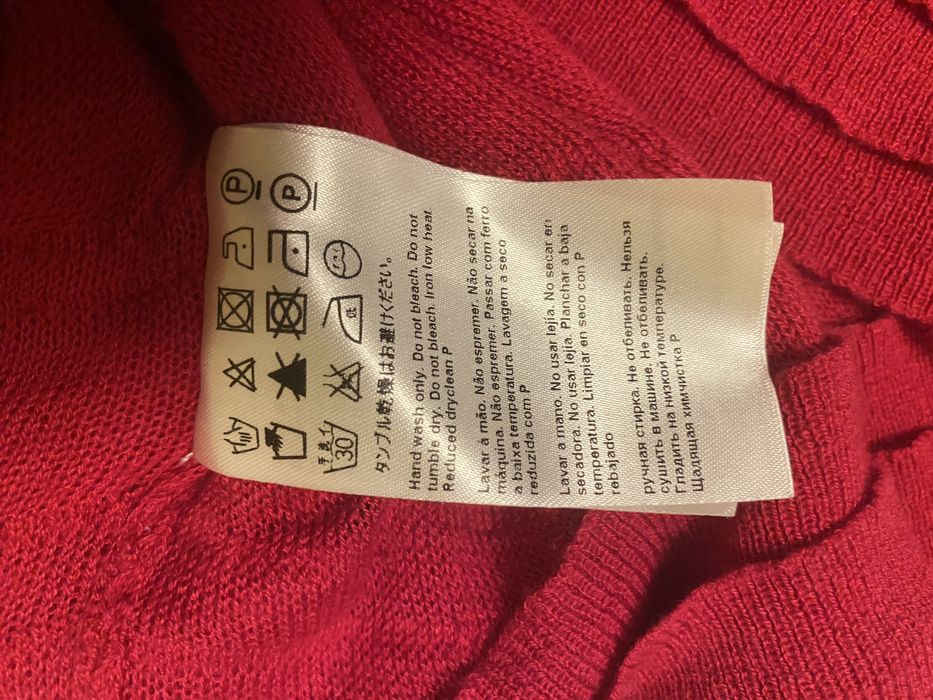 P
P
手洗イ
30
低
タンブル乾燥はお避けください。
Hand wash only. Do not bleach. Do not
tumble dry. Do not bleach. Iron low heat
Reduced dryclean P
Lavar à mão. Não espremer. Não secar na
máquina. Não espremer. Passar com ferro
a baixa temperatura. Lavagem a seco
reduzida com P
Lavar a mano. No usar lejía. No secar en
secadora. No usar lejía. Planchar a baja
temperatura. Limpiar en seco con P
rebajado
ручная стирка. Не отбеливать. Нельзя
сушить в машине. Не отбеливать.
Гладить на низкой температуре.
Щадящая химчистка P